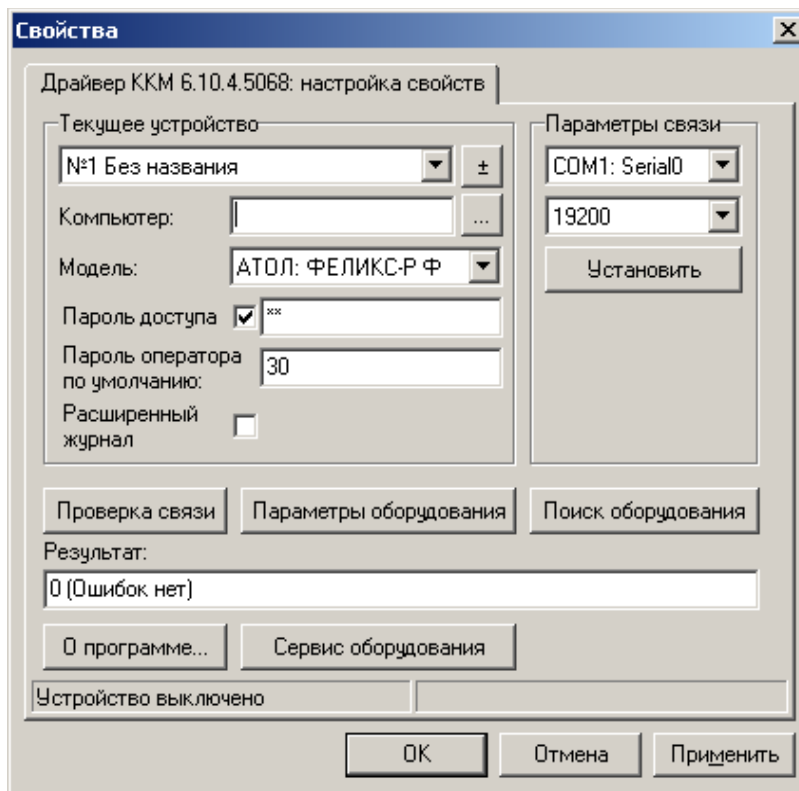 Свойства
Драйвер ККМ 6.10.4.5068: настройка свойств
Текущее устройство
№1 Без названия
±
Компьютер:
...
Модель:
АТОЛ: ФЕЛИКС-Р Ф
Пароль доступа
**
Пароль оператора
по умолчанию:
30
Расширенный
журнал
Параметры связи
COM1: Serial0
19200
Установить
Проверка связи
Параметры оборудования
Поиск оборудования
Результат:
0 (Ошибок нет)
О программе...
Сервис оборудования
Устройство выключено
OK
Отмена
Применить